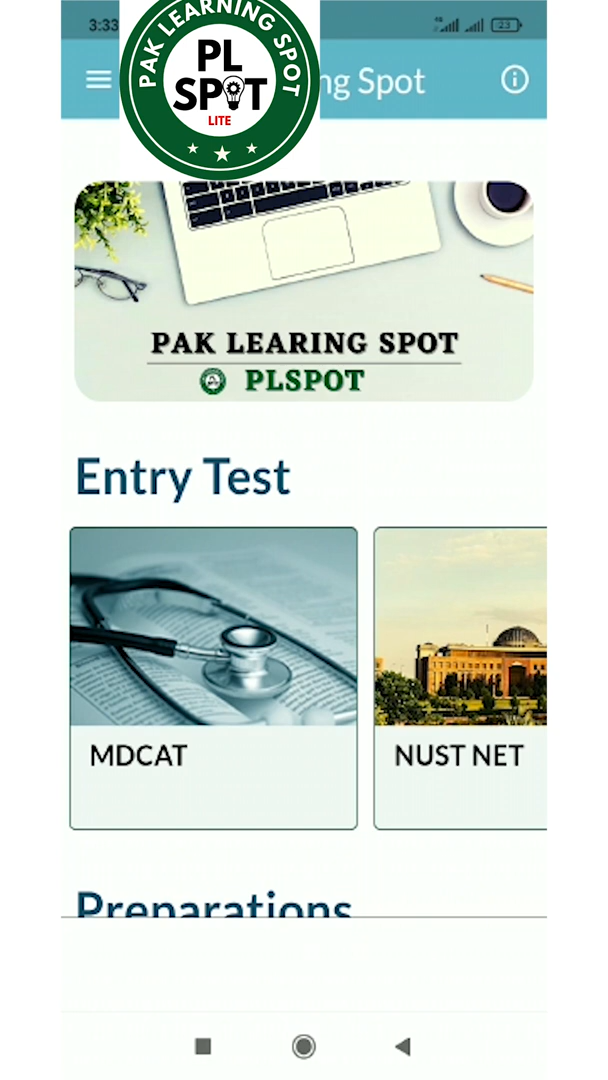 3:33
23
PAK LEARNING SPOT
PL
SPOT
LITE
ng Spot
PAK LEARING SPOT
PLSPOT
Entry Test
MDCAT
NUST NET
Preparations